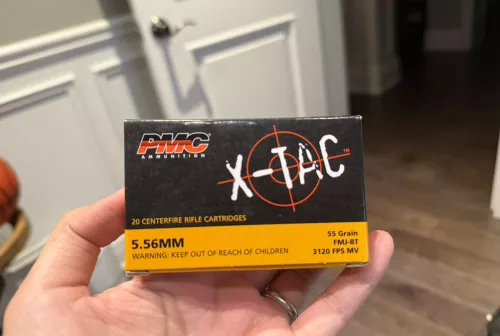 PMC
AMMUNITION
X-TAC™
20 CENTERFIRE RIFLE CARTRIDGES
5.56MM
WARNING: KEEP OUT OF REACH OF CHILDREN
55 Grain
FMJ-BT
3120 FPS MV